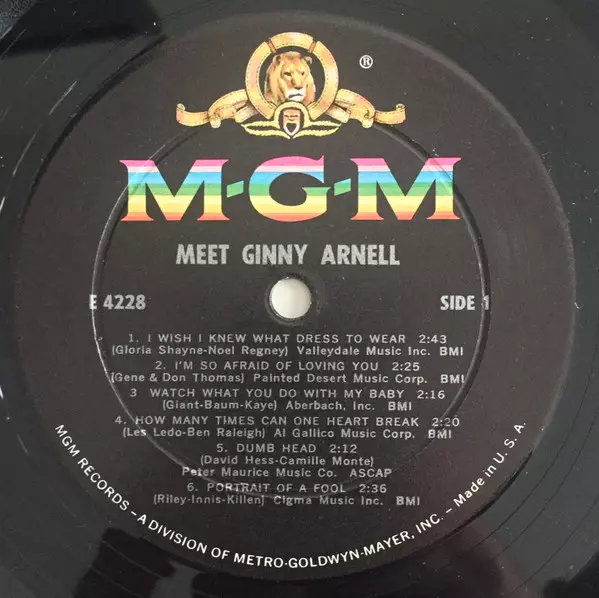 ®
M-G-M
MEET GINNY ARNELL
E 4228
SIDE 1
1. I WISH I KNEW WHAT DRESS TO WEAR 2:43
(Gloria Shayne-Noel Regney) Valleydale Music Inc. BMI
2. I'M SO AFRAID OF LOVING YOU 2:25
(Gene & Don Thomas) Painted Desert Music Corp. BMI
3 WATCH WHAT YOU DO WITH MY BABY 2:16
(Giant-Baum-Kaye) Aberbach, Inc. BMI
4. HOW MANY TIMES CAN ONE HEART BREAK 2:20
(Les Ledo-Ben Raleigh) Al Gallico Music Corp. BMI
5. DUMB HEAD 2:12
(David Hess-Camille Monte)
Peter Maurice Music Co. ASCAP
6. PORTRAIT OF A FOOL 2:36
(Riley-Innis-Killen) Cigma Music Inc. BMI
MGM RECORDS – A DIVISION OF METRO-GOLDWYN-MAYER, INC. – Made in U. S. A.